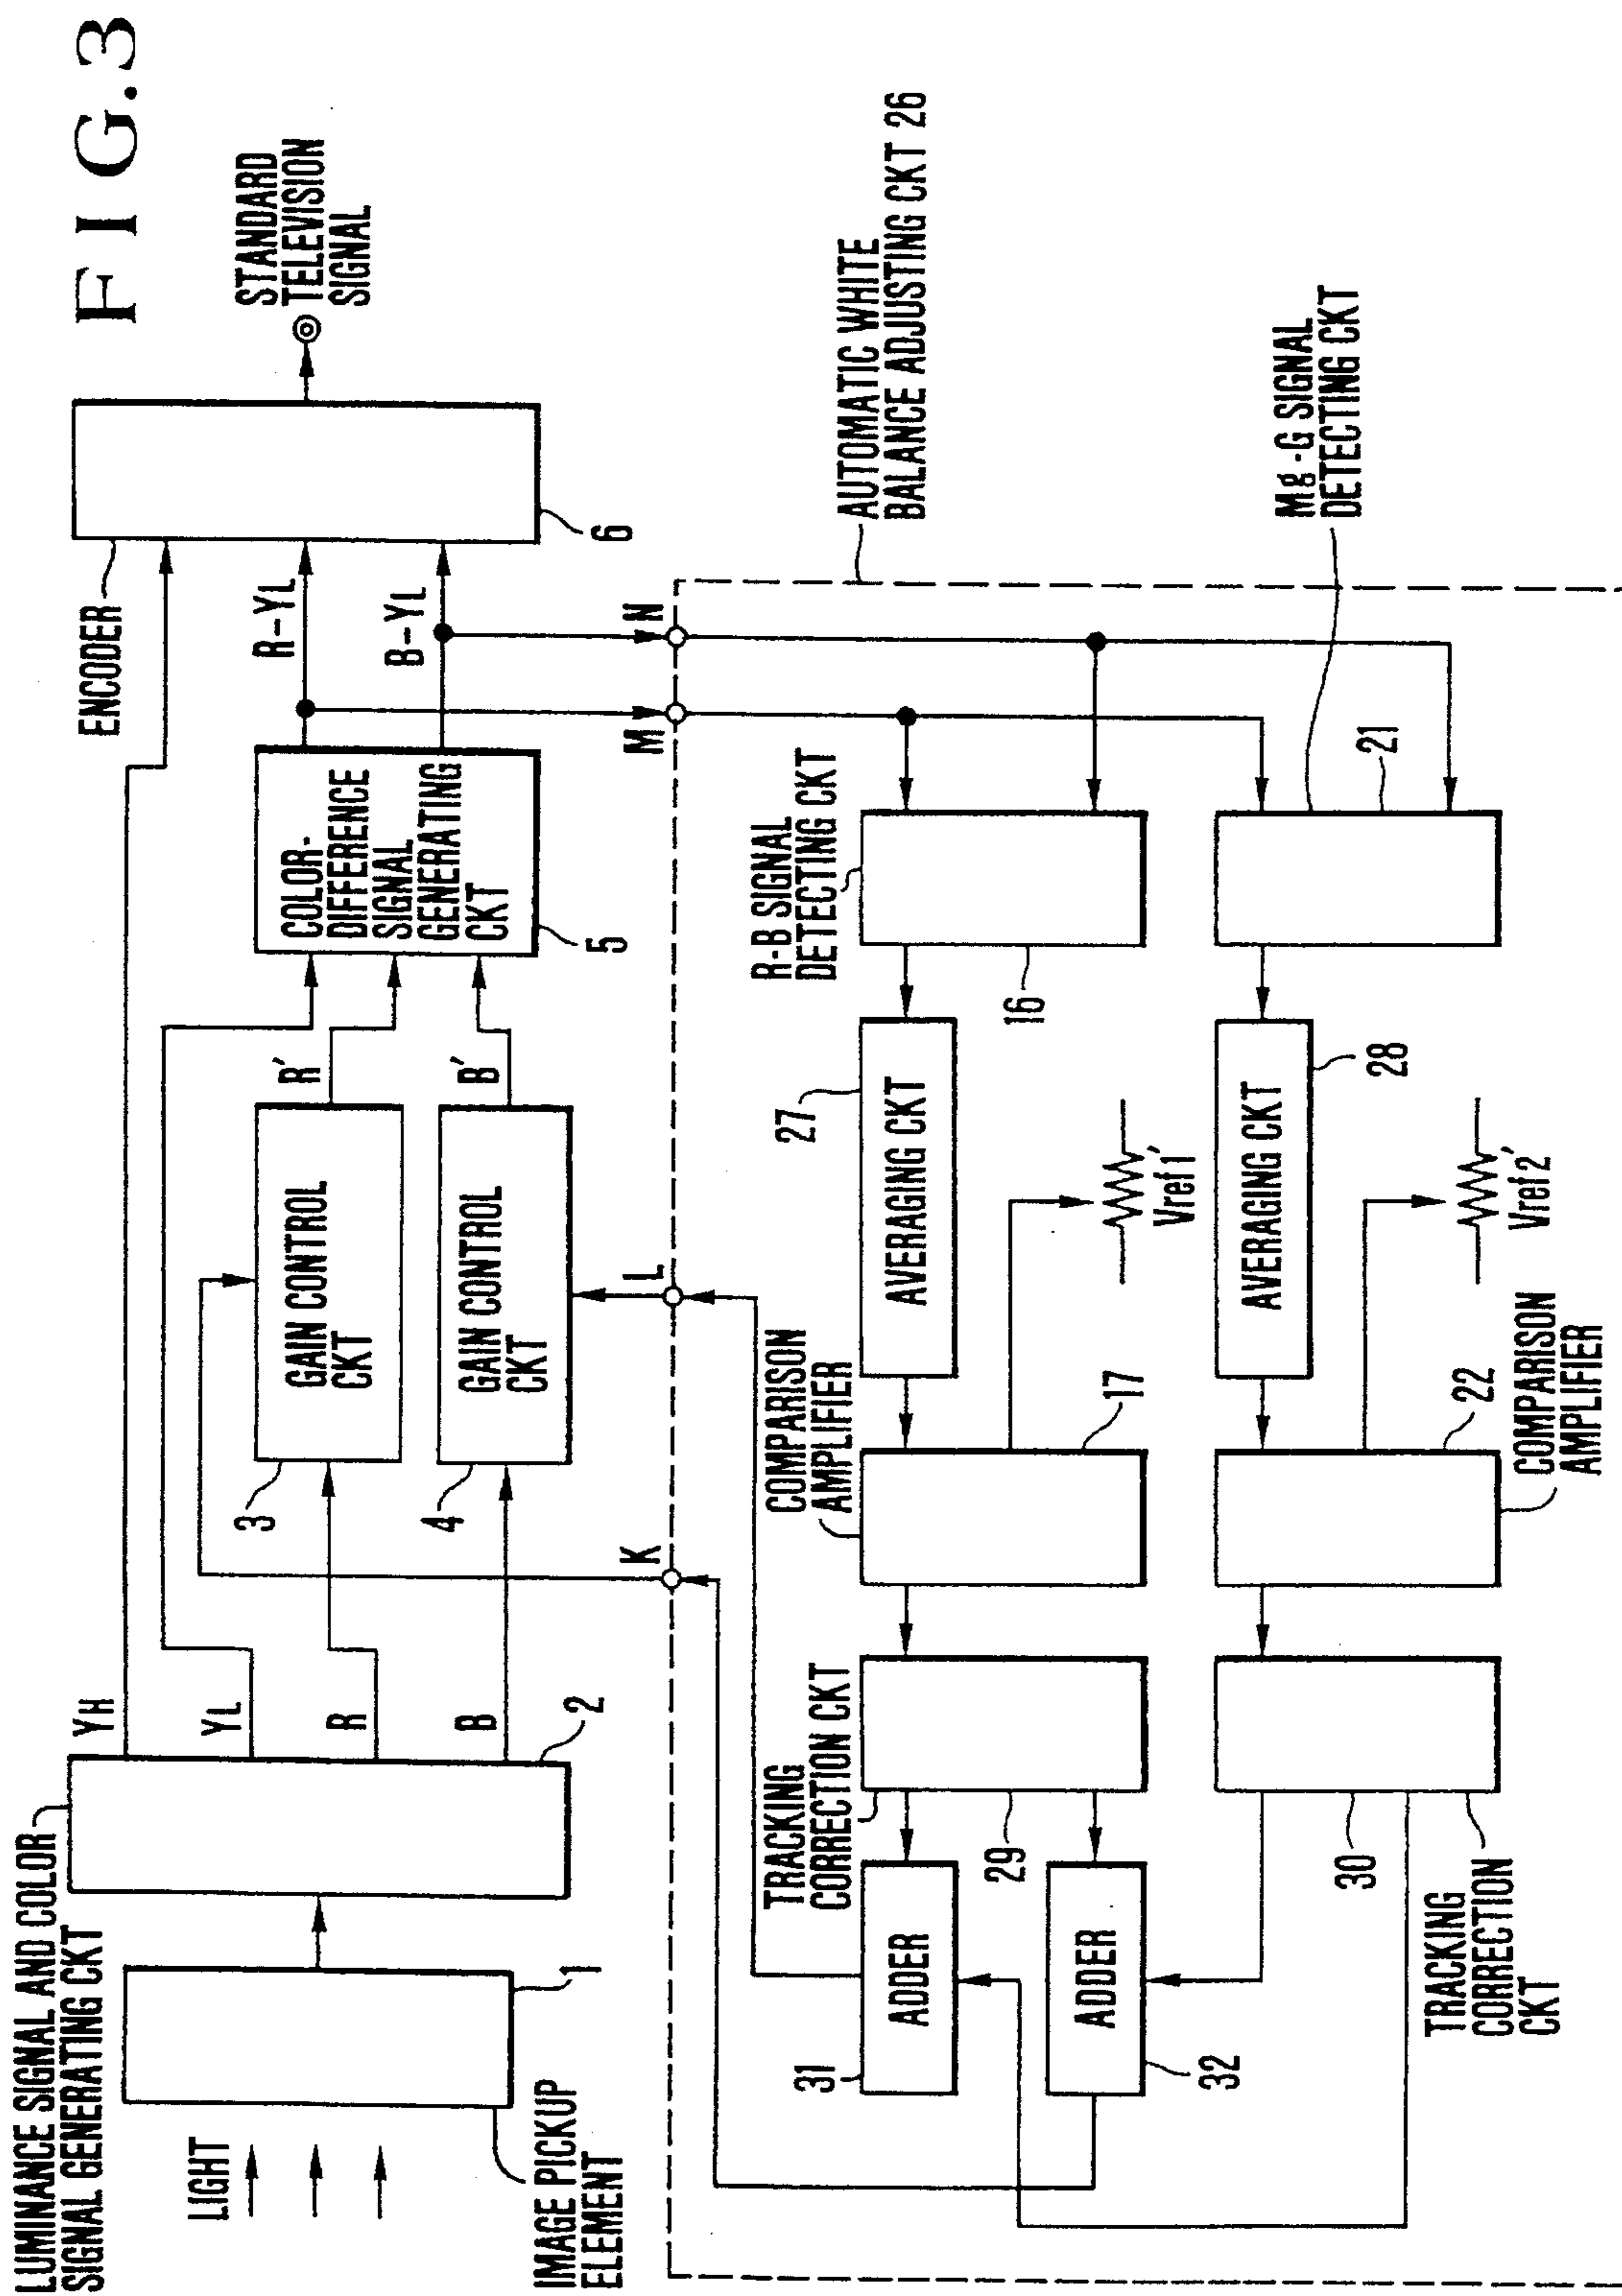 FIG.3
LUMINANCE SIGNAL AND COLOR
SIGNAL GENERATING CKT
LIGHT
IMAGE PICKUP
ELEMENT
1
2
YH
YL
R
B
3
GAIN CONTROL
CKT
4
GAIN CONTROL
CKT
R'
B'
COLOR-
DIFFERENCE
SIGNAL
GENERATING
CKT
5
R-YL
B-YL
ENCODER
6
STANDARD
TELEVISION
SIGNAL
K
L
M
N
AUTOMATIC WHITE
BALANCE ADJUSTING CKT 26
31
ADDER
TRACKING
CORRECTION CKT
29
COMPARISON
AMPLIFIER
17
27
AVERAGING CKT
Vref1'
R-B SIGNAL
DETECTING CKT
16
ADDER
32
30
TRACKING
CORRECTION
CKT
22
COMPARISON
AMPLIFIER
AVERAGING CKT
28
Vref2'
21
Mg-G SIGNAL
DETECTING CKT